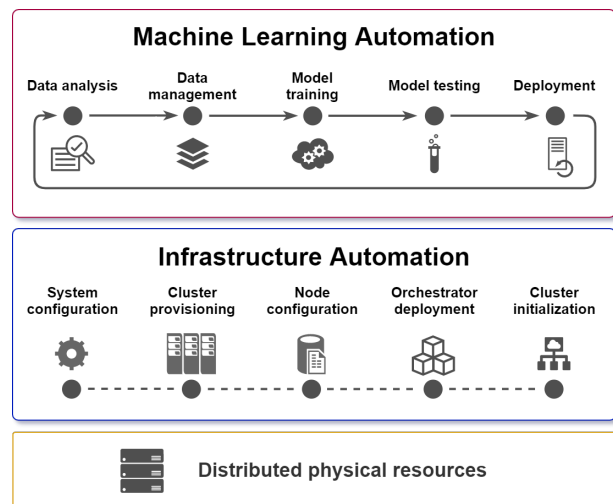 Machine Learning Automation
Data analysis
Data
management
Model
training
Model testing
Deployment
Infrastructure Automation
System
configuration
Cluster
provisioning
Node
configuration
Orchestrator
deployment
Cluster
initialization
Distributed physical resources